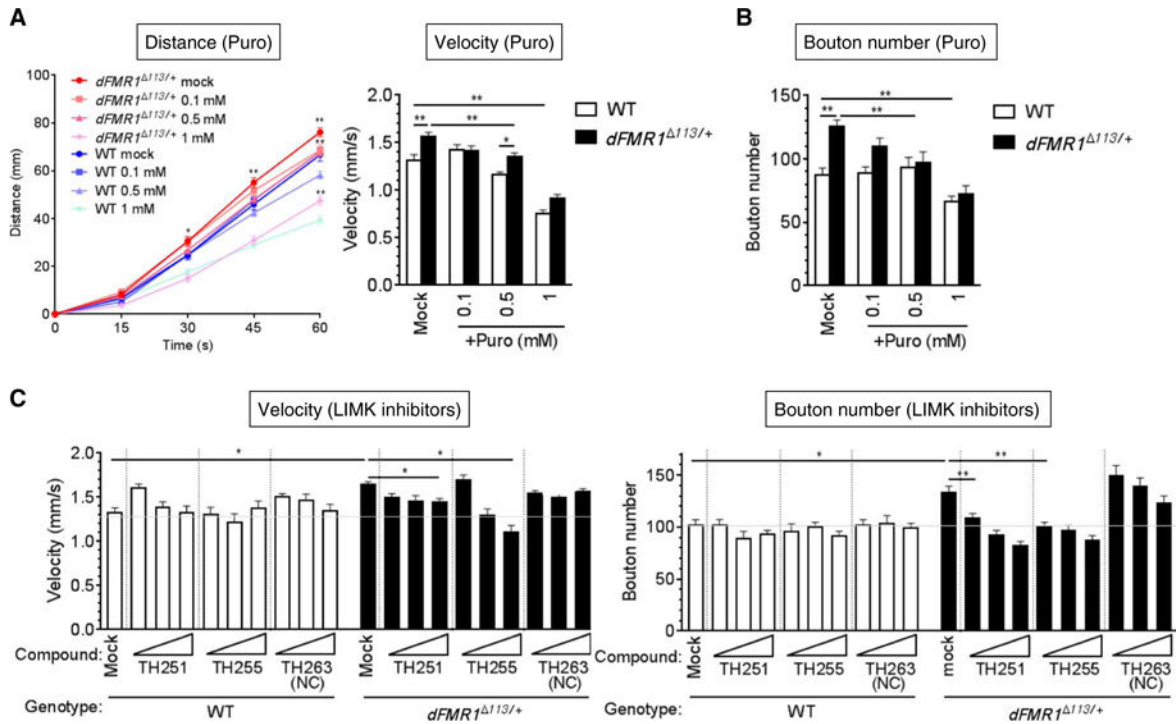 A
Distance (Puro)
Distance (mm)
100
80
60
40
20
0
dFMR1Δ113/+ mock
dFMR1Δ113/+ 0.1 mM
dFMR1Δ113/+ 0.5 mM
dFMR1Δ113/+ 1 mM
WT mock
WT 0.1 mM
WT 0.5 mM
WT 1 mM
*
**
**
**
**
0 15 30 45 60
Time (s)
Velocity (Puro)
Velocity (mm/s)
2.0
1.5
1.0
0.5
0.0
**
** **
*
WT
dFMR1Δ113/+
Mock 0.1 0.5 1
+Puro (mM)
B
Bouton number (Puro)
Bouton number
150
100
50
0
**
** **
WT
dFMR1Δ113/+
Mock 0.1 0.5 1
+Puro (mM)
C
Velocity (LIMK inhibitors)
Velocity (mm/s)
2.0
1.5
1.0
0.5
0.0
* *
*
Compound: Mock TH251 TH255 TH263 (NC) Mock TH251 TH255 TH263 (NC)
Genotype: WT dFMR1Δ113/+
Bouton number (LIMK inhibitors)
Bouton number
150
100
50
0
* **
**
Compound: Mock TH251 TH255 TH263 (NC) mock TH251 TH255 TH263 (NC)
Genotype: WT dFMR1Δ113/+